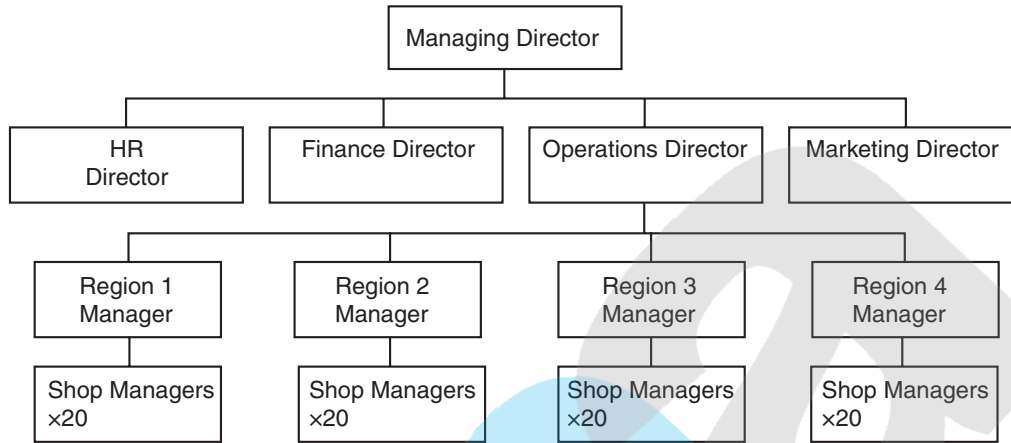 Managing Director
HR
Director
Finance Director
Operations Director
Marketing Director
Region 1
Manager
Region 2
Manager
Region 3
Manager
Region 4
Manager
Shop Managers
×20
Shop Managers
×20
Shop Managers
×20
Shop Managers
×20